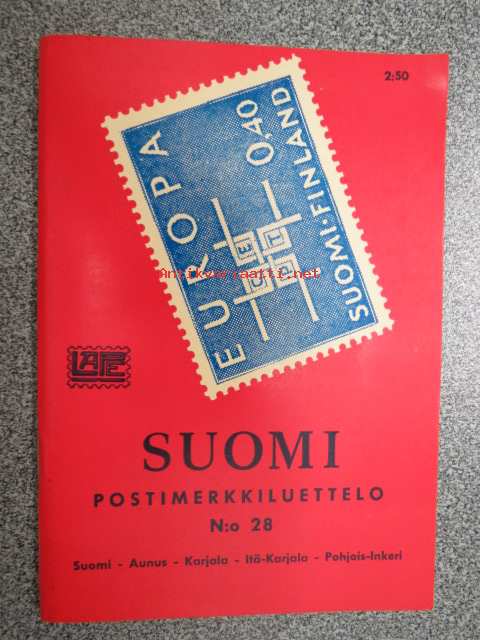 2;50
EUROPA
0,40
SUOMI·FINLAND
Antikvariaatti.net
LAPE
SUOMI
POSTIMERKKILUETTELO
N:o 28
Suomi - Aunus - Karjala - Itä-Karjala - Pohjois-Inkeri